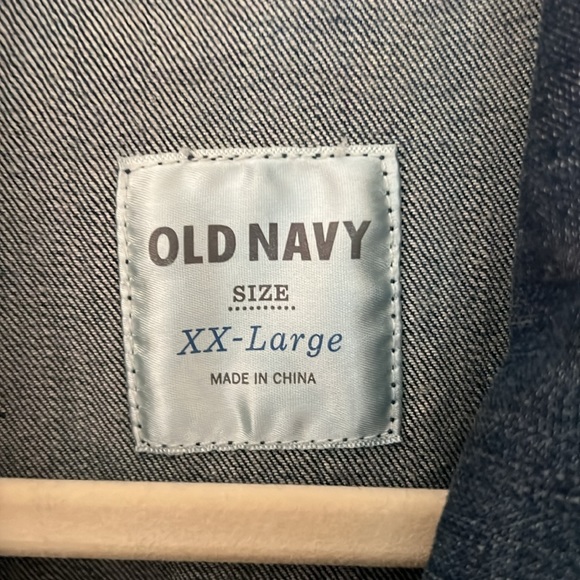 OLD NAVY
SIZE
XX-Large
MADE IN CHINA